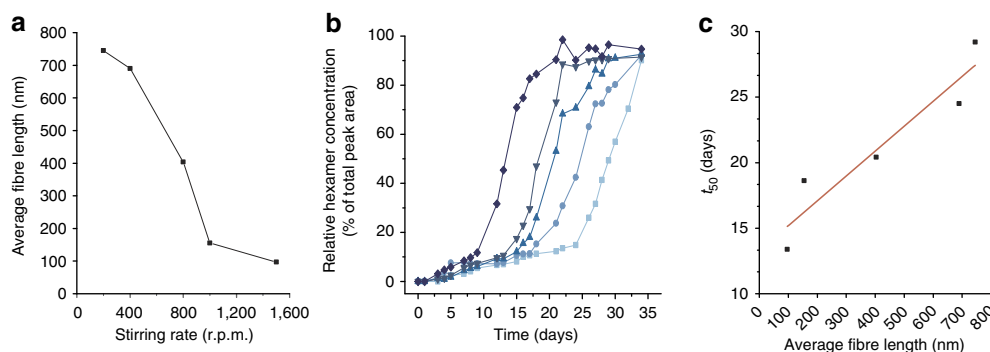 a
Average fibre length (nm)
800
700
600
500
400
300
200
100
0
0 400 800 1,200 1,600
Stirring rate (r.p.m.)
b
Relative hexamer concentration
(% of total peak area)
100
80
60
40
20
0
0 5 10 15 20 25 30 35
Time (days)
c
t50 (days)
30
25
20
15
10
0 100 200 300 400 500 600 700 800
Average fibre length (nm)